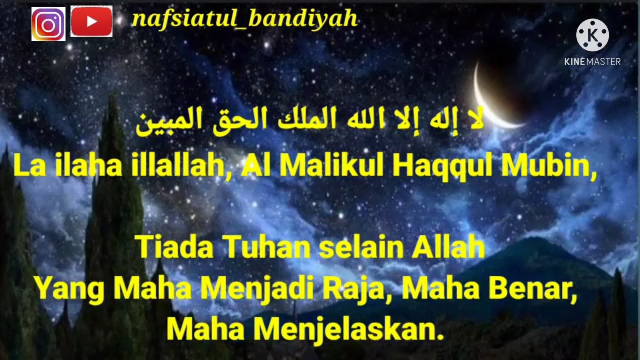 nafsiatul_bandiyah
KINEMASTER
لا إله إلا الله الملك الحق المبين
La ilaha illallah, Al Malikul Haqqul Mubin,
Tiada Tuhan selain Allah
Yang Maha Menjadi Raja, Maha Benar,
Maha Menjelaskan.